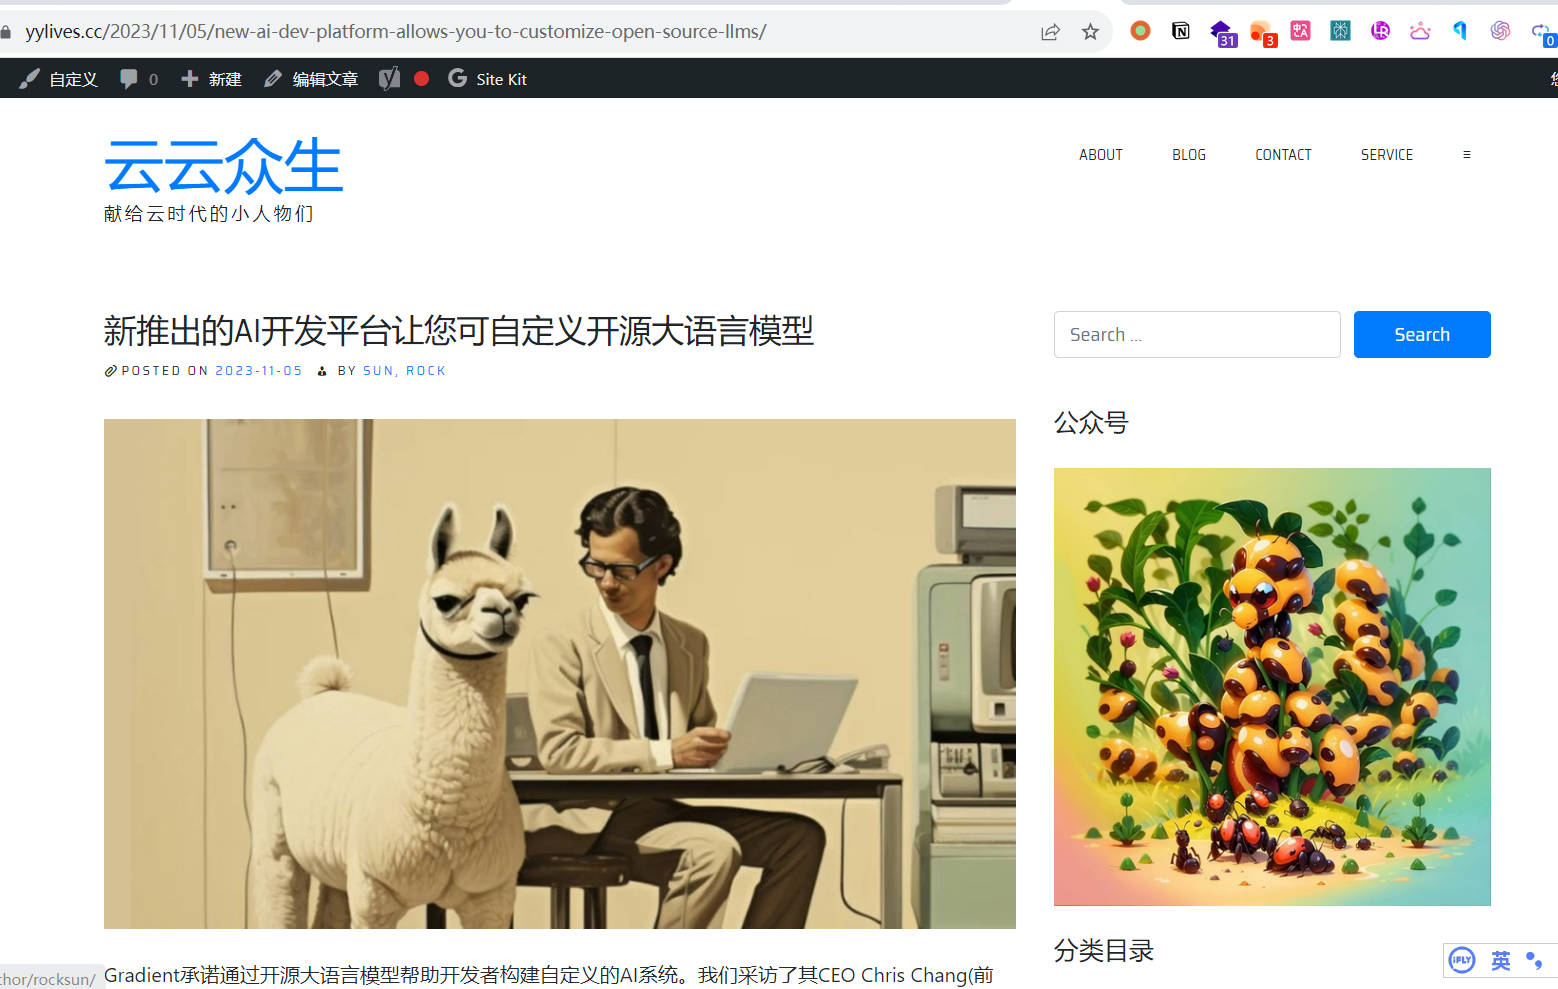 yylives.cc/2023/11/05/new-ai-dev-platform-allows-you-to-customize-open-source-llms/
31
3
0
自定义 0 新建 编辑文章 Site Kit 您
云云众生
献给云时代的小人物们
ABOUT BLOG CONTACT SERVICE
新推出的AI开发平台让您可自定义开源大语言模型
POSTED ON 2023-11-05 BY SUN, ROCK
Search ... Search
公众号
分类目录
Gradient承诺通过开源大语言模型帮助开发者构建自定义的AI系统。我们采访了其CEO Chris Chang(前
hor/rocksun/
iFLY 英